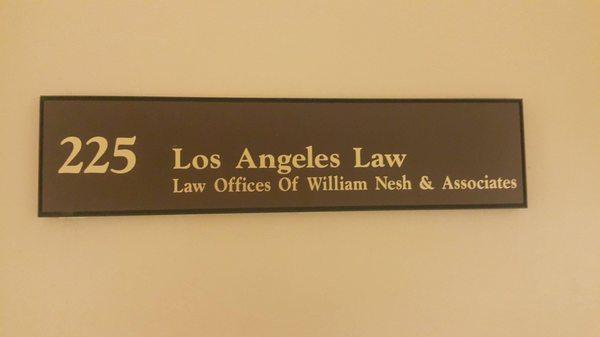 225 Los Angeles Law
Law Offices Of William Nesh & Associates